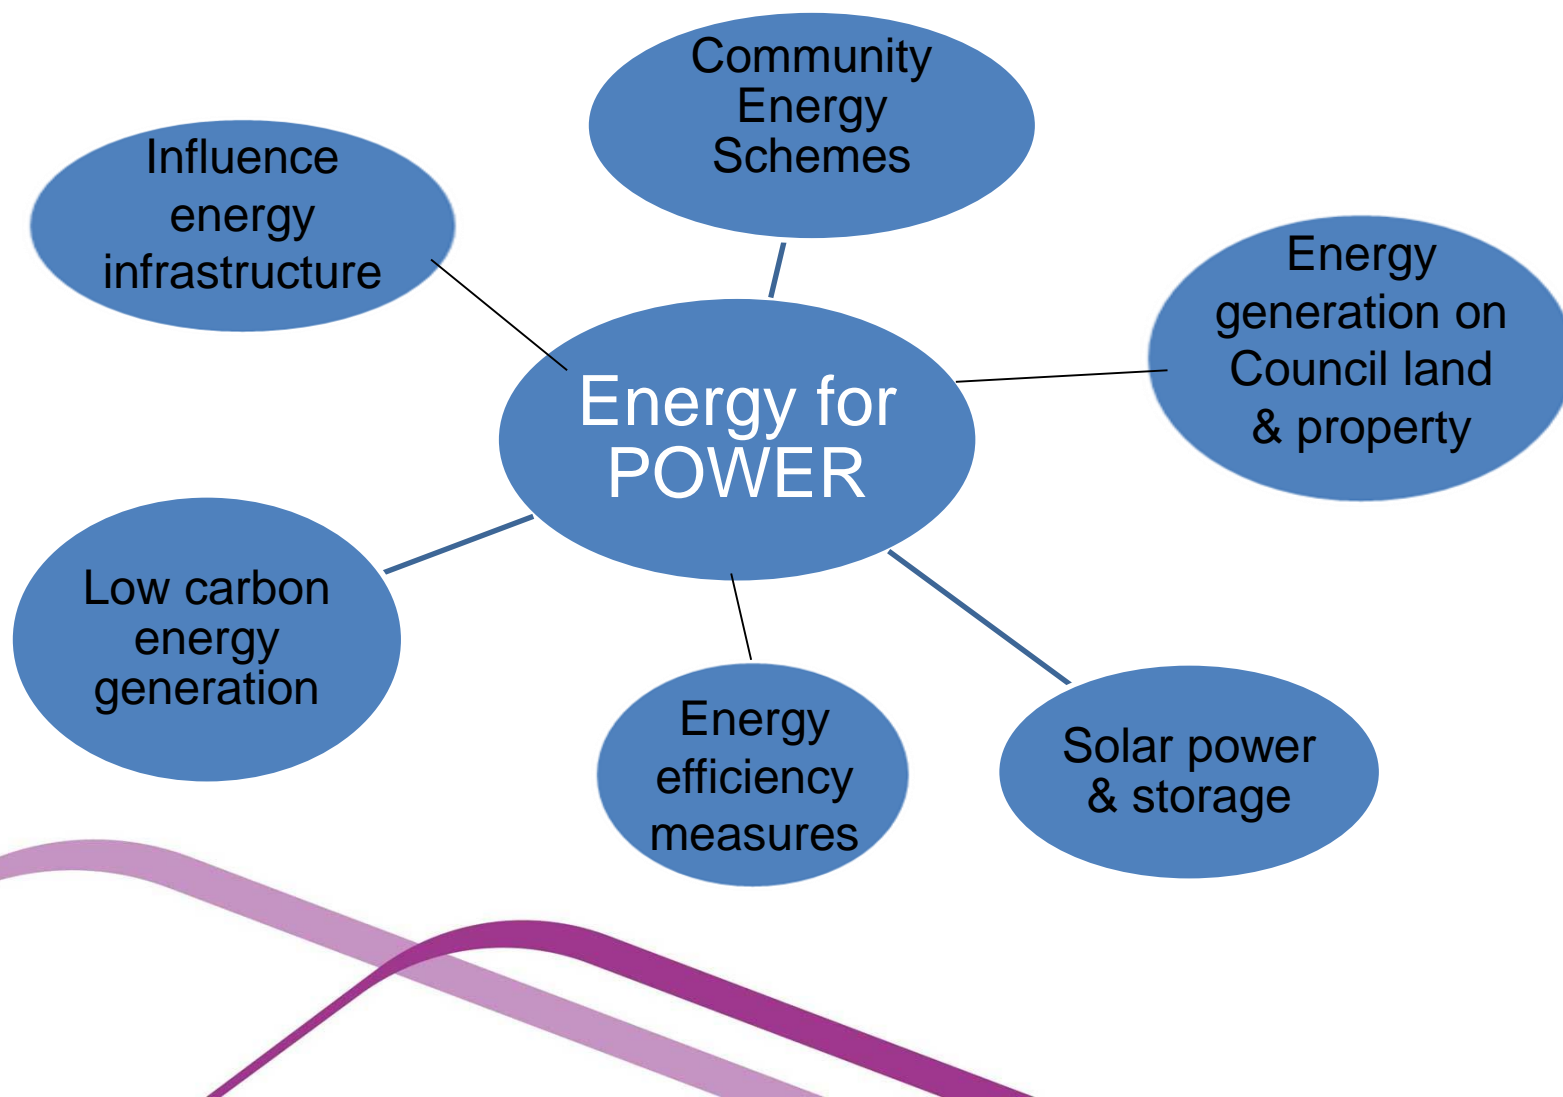 Community
Energy
Schemes
Influence
energy
infrastructure
Energy
generation on
Council land
& property
Energy for
POWER
Low carbon
energy
generation
Energy
efficiency
measures
Solar power
& storage